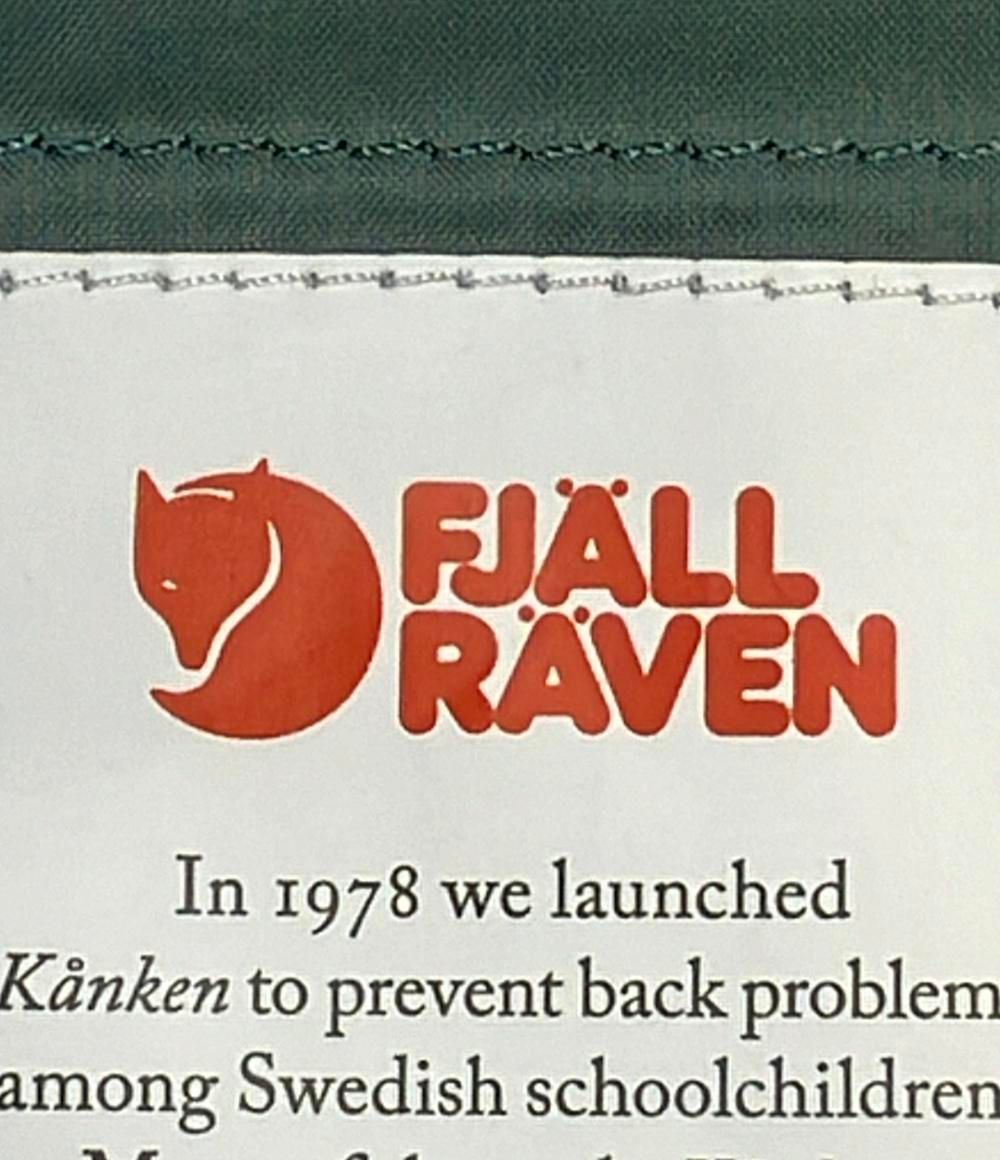 FJÄLL
RÄVEN
In 1978 we launched
Kånken to prevent back problem
among Swedish schoolchildren